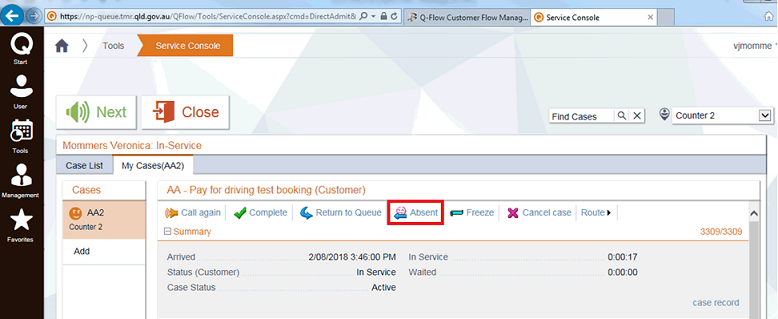 https://np-queue.tmr.qld.gov.au/QFlow/Tools/ServiceConsole.aspx?cmd=DirectAdmit& Q-Flow Customer Flow Manag... Service Console
Start
User
Tools
Management
Favorites
Tools Service Console vjmomme
Next Close Find Cases Counter 2
Mommers Veronica: In-Service
Case List My Cases(AA2)
Cases AA - Pay for driving test booking (Customer)
AA2 Call again Complete Return to Queue Absent Freeze Cancel case Route
Counter 2
Summary 3309/3309
Add
Arrived 2/08/2018 3:46:00 PM In Service 0:00:17
Status (Customer) In Service Waited 0:00:00
Case Status Active
case record